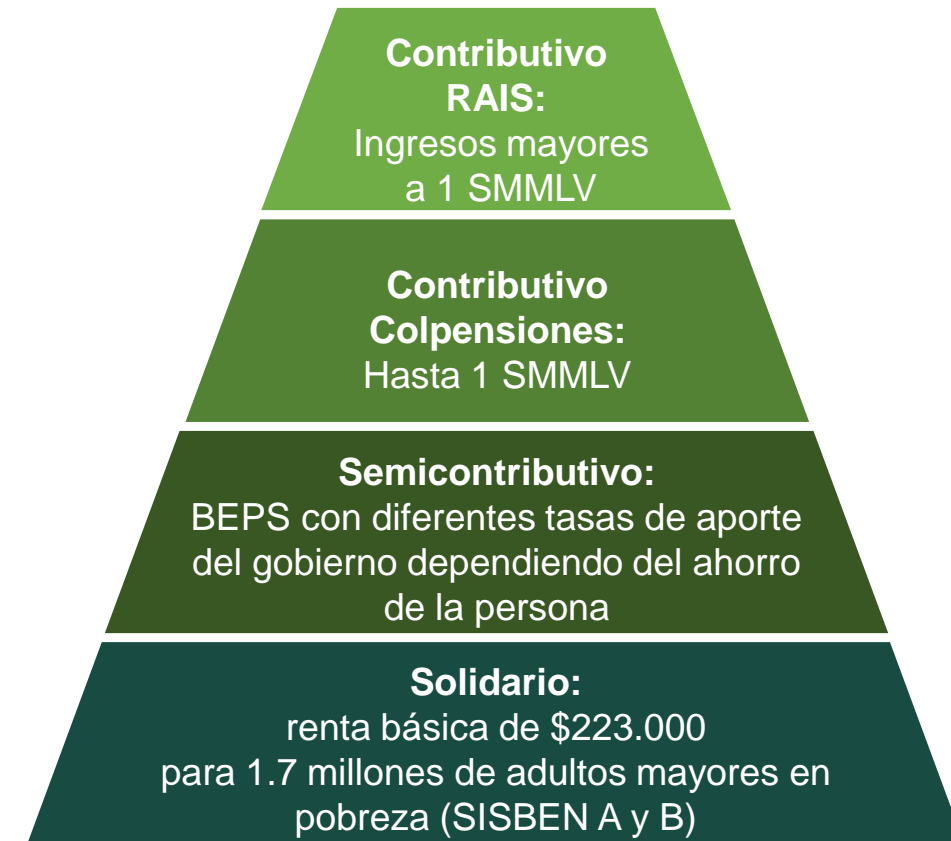 Contributivo
RAIS:
Ingresos mayores
a 1 SMMLV
Contributivo
Colpensiones:
Hasta 1 SMMLV
Semicontributivo:
BEPS con diferentes tasas de aporte
del gobierno dependiendo del ahorro
de la persona
Solidario:
renta básica de $223.000
para 1.7 millones de adultos mayores en
pobreza (SISBEN A y B)